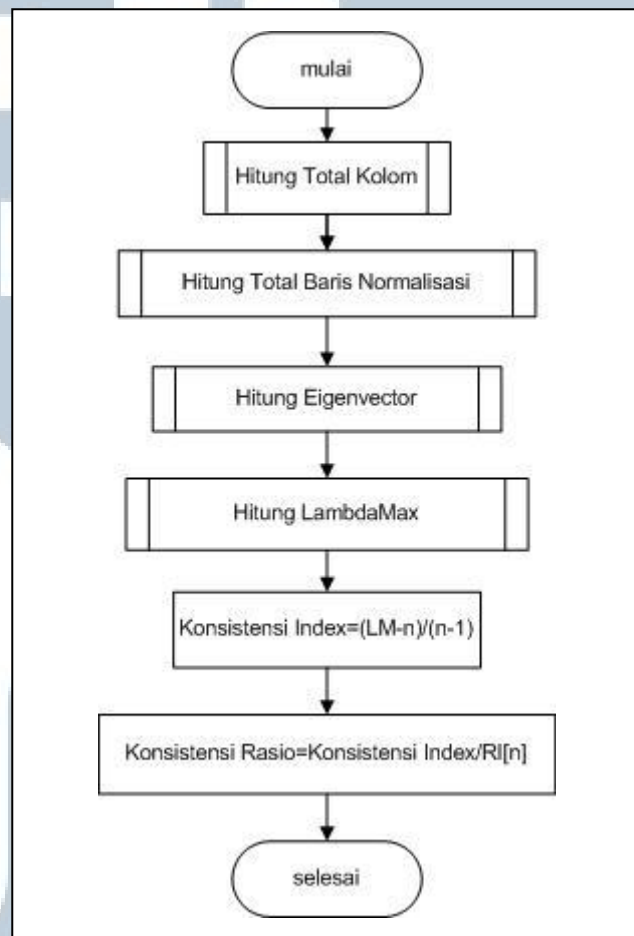 mulai
Hitung Total Kolom
Hitung Total Baris Normalisasi
Hitung Eigenvector
Hitung LambdaMax
Konsistensi Index=(LM-n)/(n-1)
Konsistensi Rasio=Konsistensi Index/RI[n]
selesai